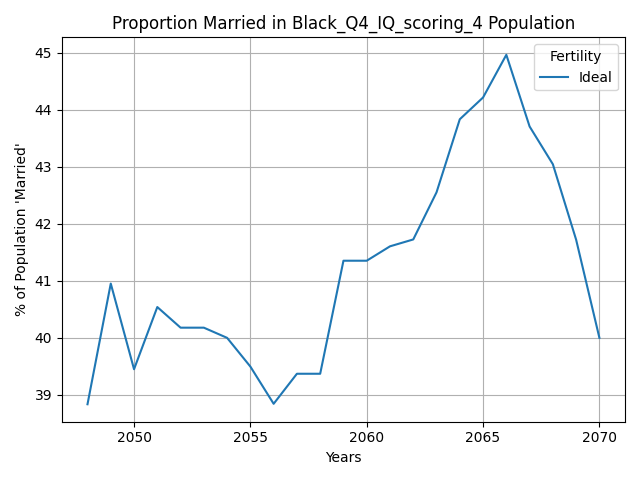 Proportion Married in Black_Q4_IQ_scoring_4 Population
Fertility
Ideal
% of Population 'Married'
45
44
43
42
41
40
39
2050
2055
2060
2065
2070
Years